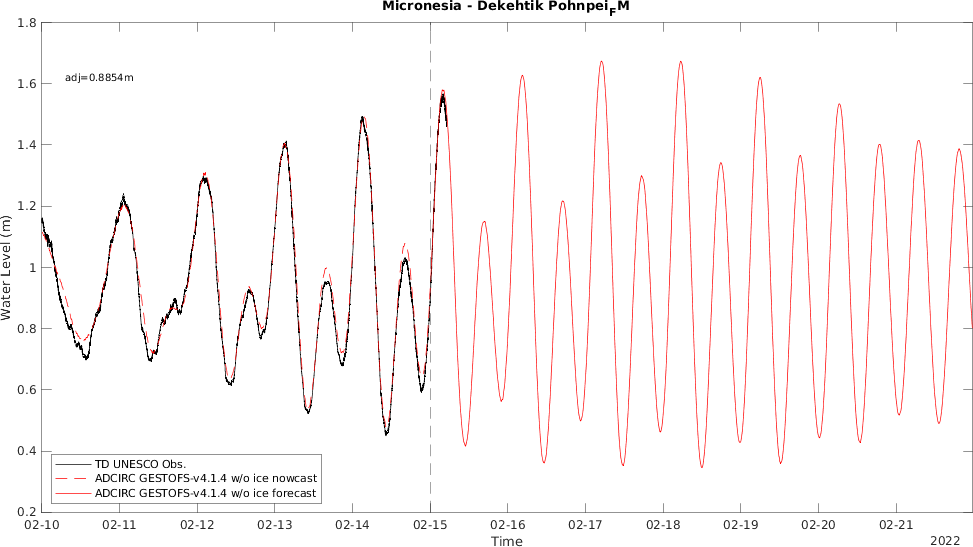 Micronesia - Dekehtik Pohnpei_FM
1.8
adj=0.8854m
1.6
1.4
1.2
1
0.8
0.6
0.4
0.2
Water Level (m)
TD UNESCO Obs.
ADCIRC GESTOFS-v4.1.4 w/o ice nowcast
ADCIRC GESTOFS-v4.1.4 w/o ice forecast
02-10 02-11 02-12 02-13 02-14 02-15 02-16 02-17 02-18 02-19 02-20 02-21
Time
2022